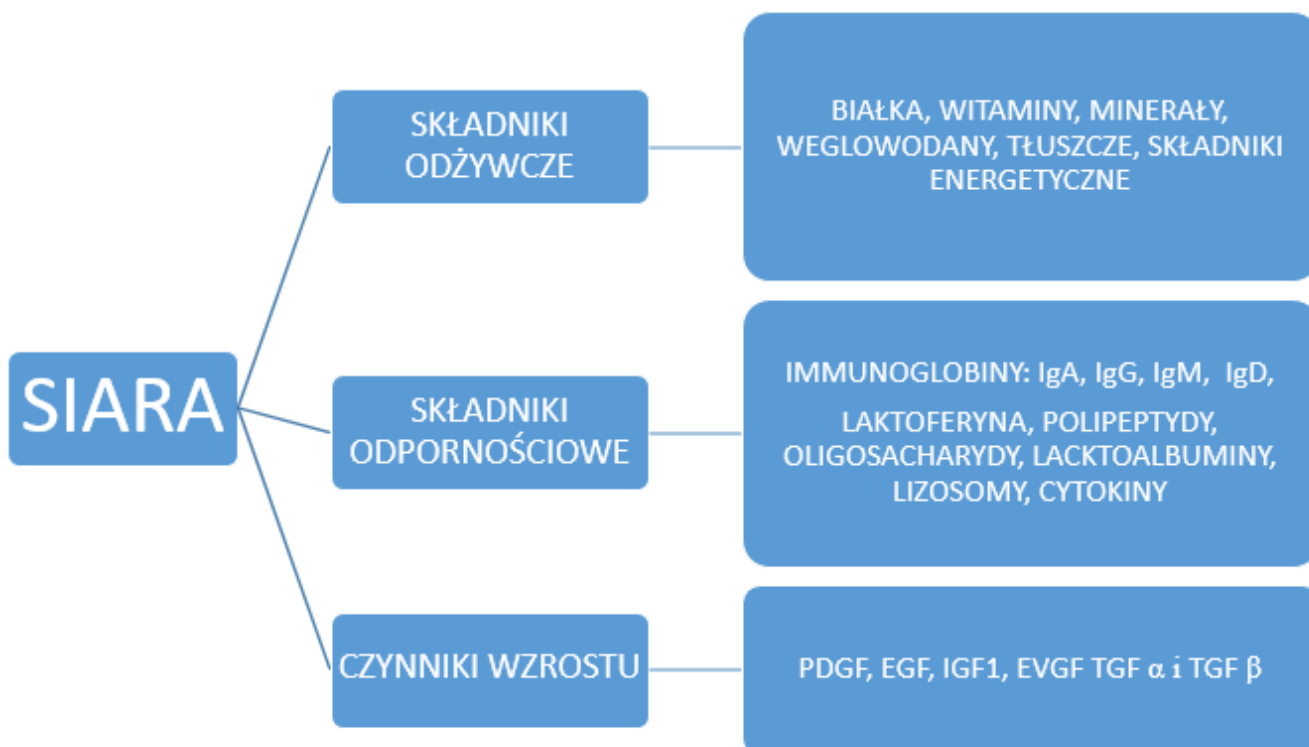 SIARA
SKŁADNIKI
ODŻYWCZE
BIAŁKA, WITAMINY, MINERAŁY,
WEGLOWODANY, TŁUSZCZE, SKŁADNIKI
ENERGETYCZNE
SKŁADNIKI
ODPORNOŚCIOWE
IMMUNOGLOBINY: IgA, IgG, IgM, IgD,
LAKTOFERYNA, POLIPEPTYDY,
OLIGOSACHARYDY, LACKTOALBUMINY,
LIZOSOMY, CYTOKINY
CZYNNIKI WZROSTU
PDGF, EGF, IGF1, EVGF TGF α i TGF β